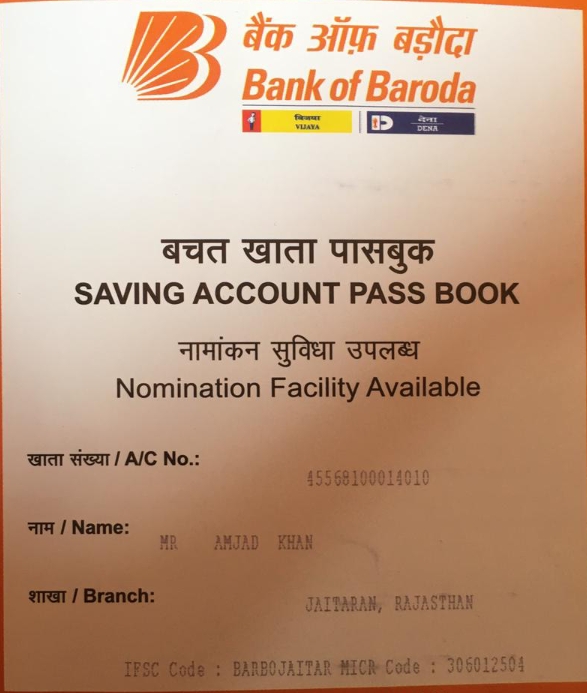 बैंक ऑफ़ बड़ौदा
Bank of Baroda
विजया
VIJAYA
देना
DENA
बचत खाता पासबुक
SAVING ACCOUNT PASS BOOK
नामांकन सुविधा उपलब्ध
Nomination Facility Available
खाता संख्या / A/C No.:
45568100014010
नाम / Name:
MR AMJAD KHAN
शाखा / Branch:
JAITARAN, RAJASTHAN
IFSC Code : BARB0JAITAR MICR Code : 306012504